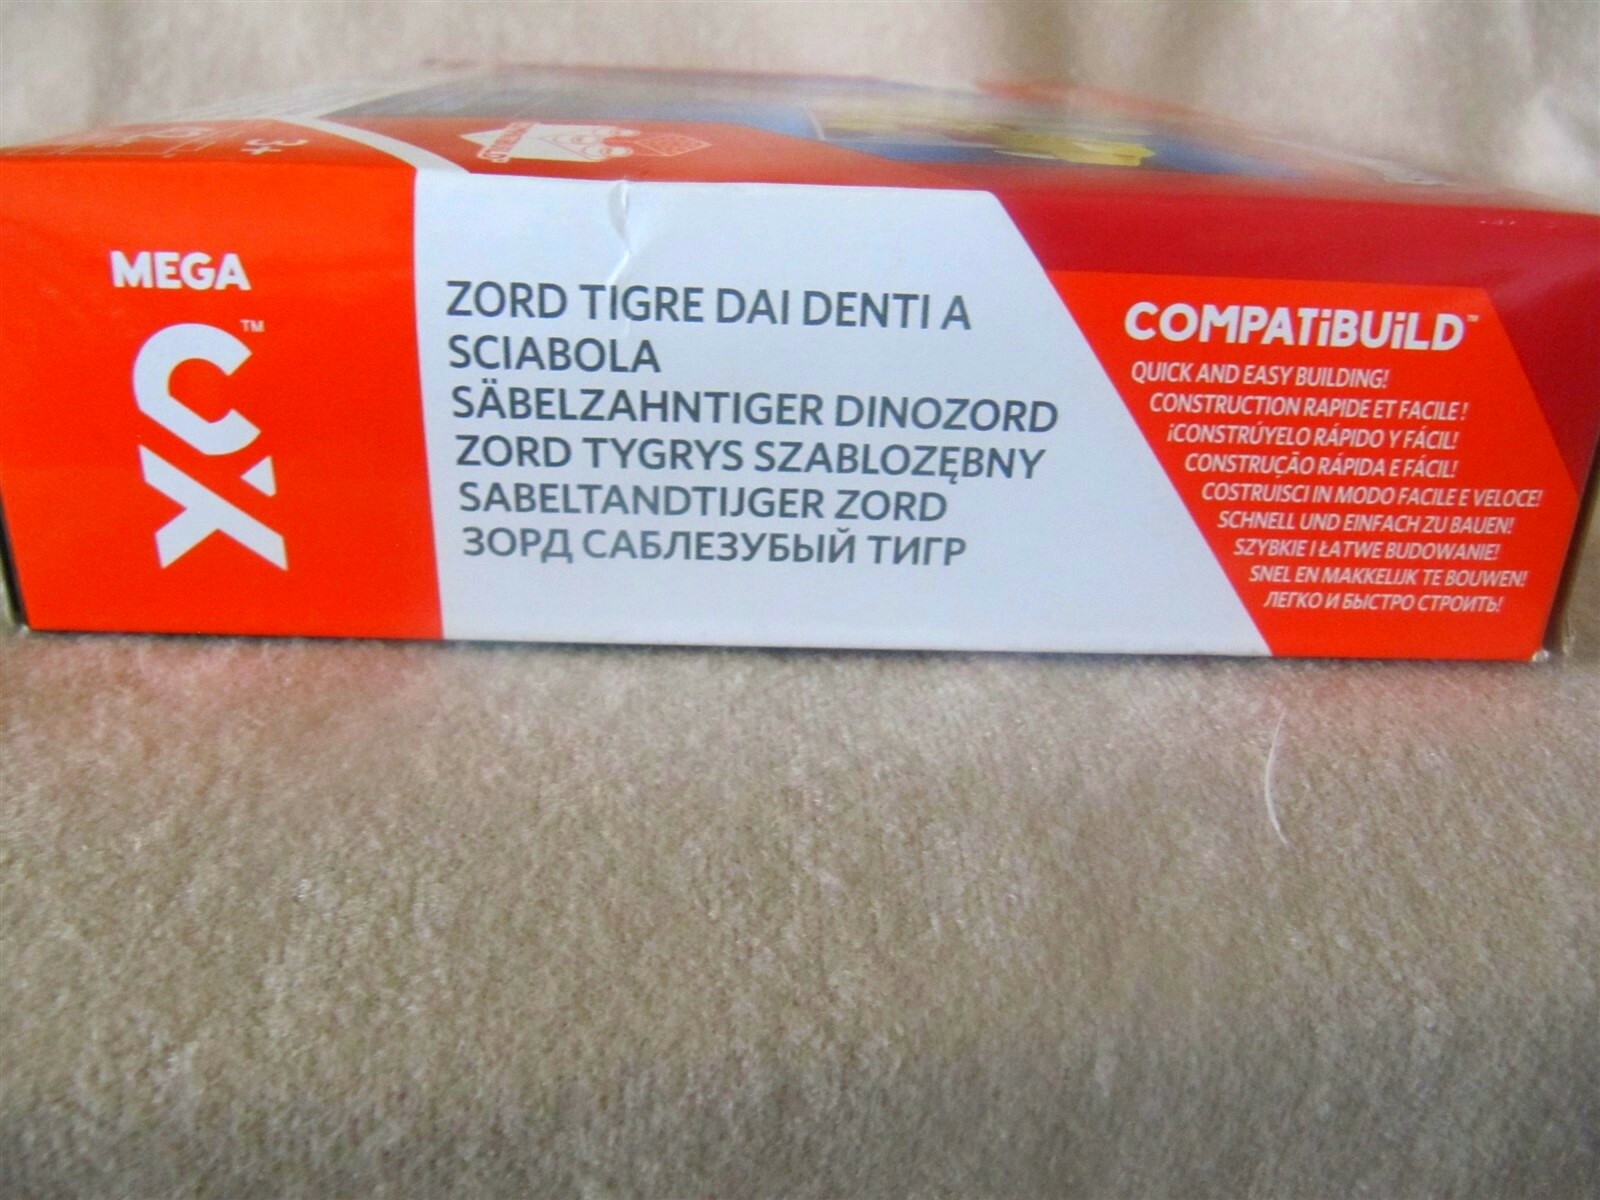 MEGA
CX™
ZORD TIGRE DAI DENTI A
SCIABOLA
SÄBELZAHNTIGER DINOZORD
ZORD TYGRYS SZABLOZĘBNY
SABELTANDTIJGER ZORD
ЗОРД САБЛЕЗУБЫЙ ТИГР
COMPATiBUiLD™
QUICK AND EASY BUILDING!
CONSTRUCTION RAPIDE ET FACILE !
¡CONSTRÚYELO RÁPIDO Y FÁCIL!
CONSTRUÇÃO RÁPIDA E FÁCIL!
COSTRUISCI IN MODO FACILE E VELOCE!
SCHNELL UND EINFACH ZU BAUEN!
SZYBKIE I ŁATWE BUDOWANIE!
SNEL EN MAKKELIJK TE BOUWEN!
ЛЕГКО И БЫСТРО СТРОИТЬ!